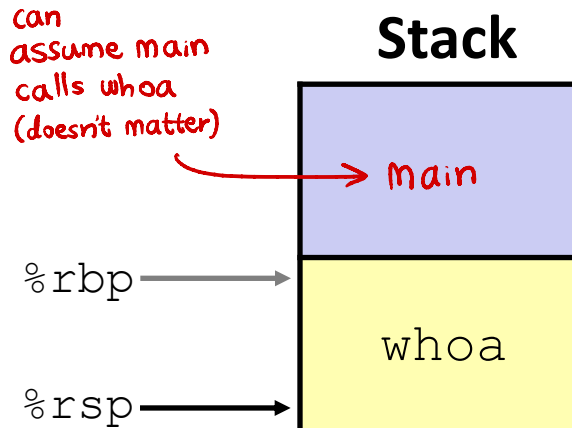 can
assume main
calls whoa
(doesn't matter)
Stack
main
%rbp
whoa
%rsp